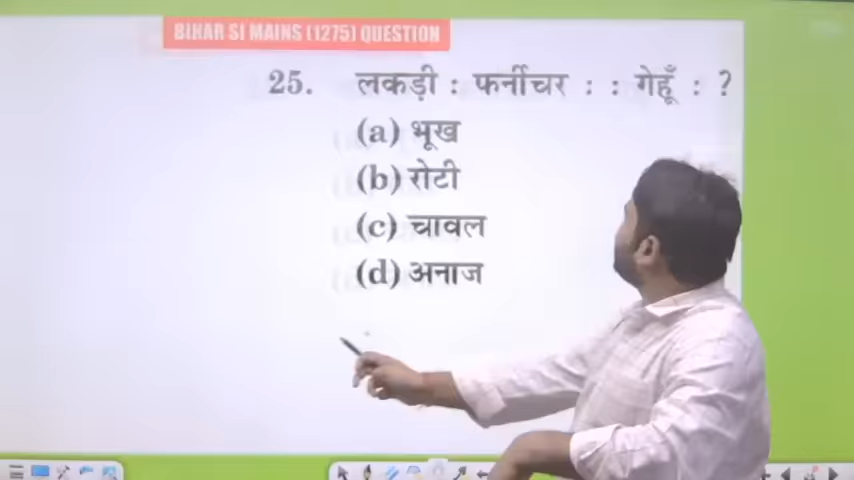 BIHAR SI MAINS (1275) QUESTION
25. लकड़ी : फर्नीचर : : गेहूँ : ?
(a) भूख
(b) रोटी
(c) चावल
(d) अनाज